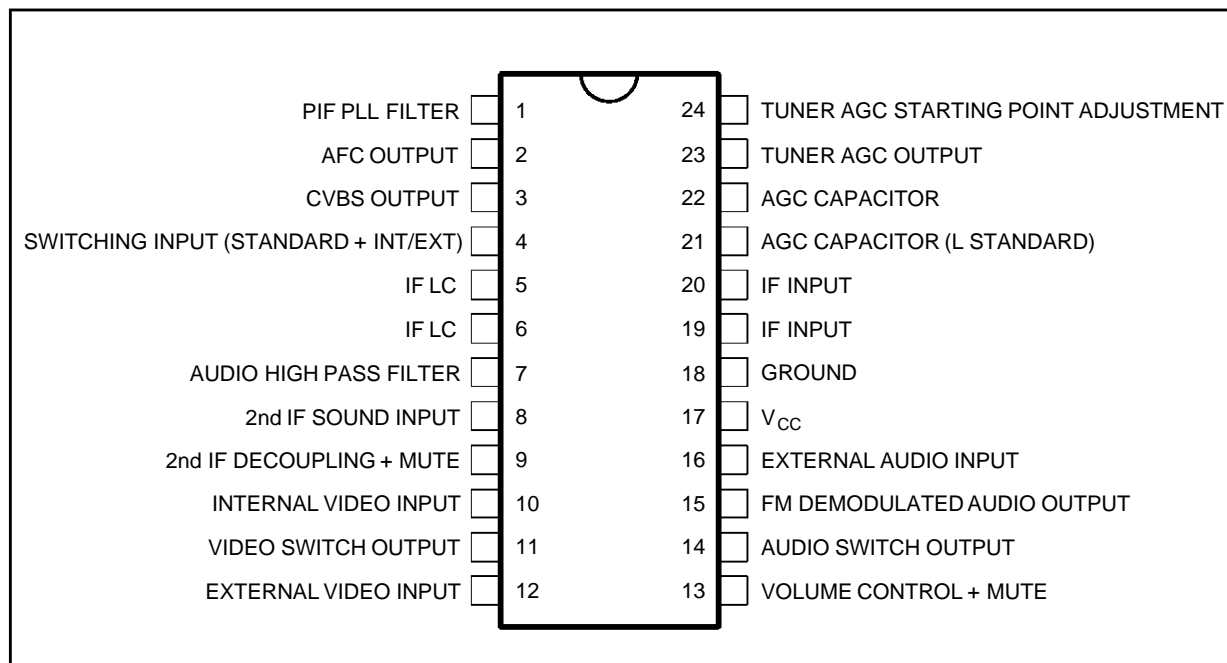 PIF PLL FILTER 1 24 TUNER AGC STARTING POINT ADJUSTMENT
AFC OUTPUT 2 23 TUNER AGC OUTPUT
CVBS OUTPUT 3 22 AGC CAPACITOR
SWITCHING INPUT (STANDARD + INT/EXT) 4 21 AGC CAPACITOR (L STANDARD)
IF LC 5 20 IF INPUT
IF LC 6 19 IF INPUT
AUDIO HIGH PASS FILTER 7 18 GROUND
2nd IF SOUND INPUT 8 17 VCC
2nd IF DECOUPLING + MUTE 9 16 EXTERNAL AUDIO INPUT
INTERNAL VIDEO INPUT 10 15 FM DEMODULATED AUDIO OUTPUT
VIDEO SWITCH OUTPUT 11 14 AUDIO SWITCH OUTPUT
EXTERNAL VIDEO INPUT 12 13 VOLUME CONTROL + MUTE